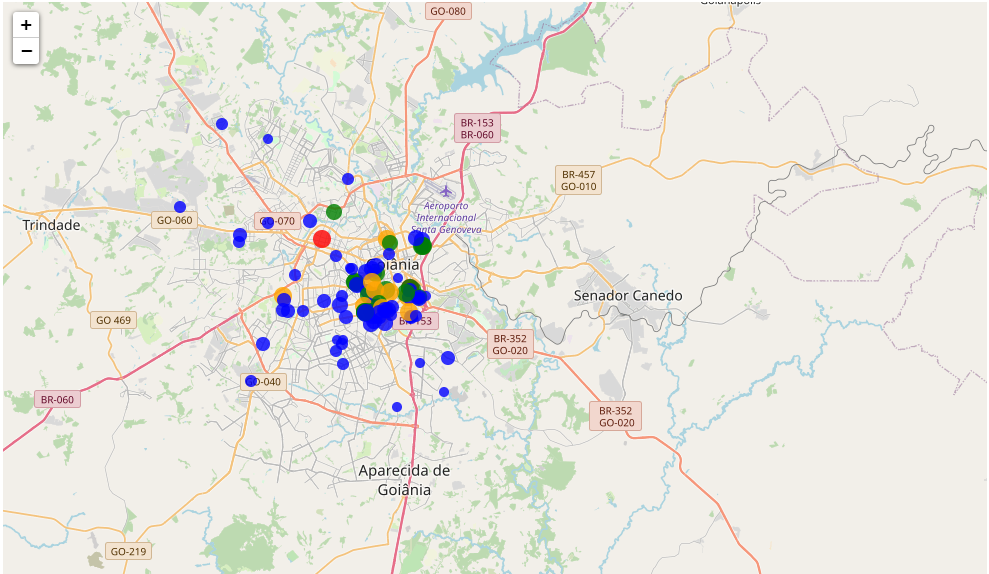 GO-080
Goianápolis
+
−
BR-153
BR-060
BR-457
GO-010
Aeroporto
Internacional
Santa Genoveva
GO-060
GO-070
Trindade
iânia
Senador Canedo
GO 469
BR-153
BR-352
GO-020
GO-040
BR-060
BR-352
GO-020
Aparecida de
Goiânia
GO-219